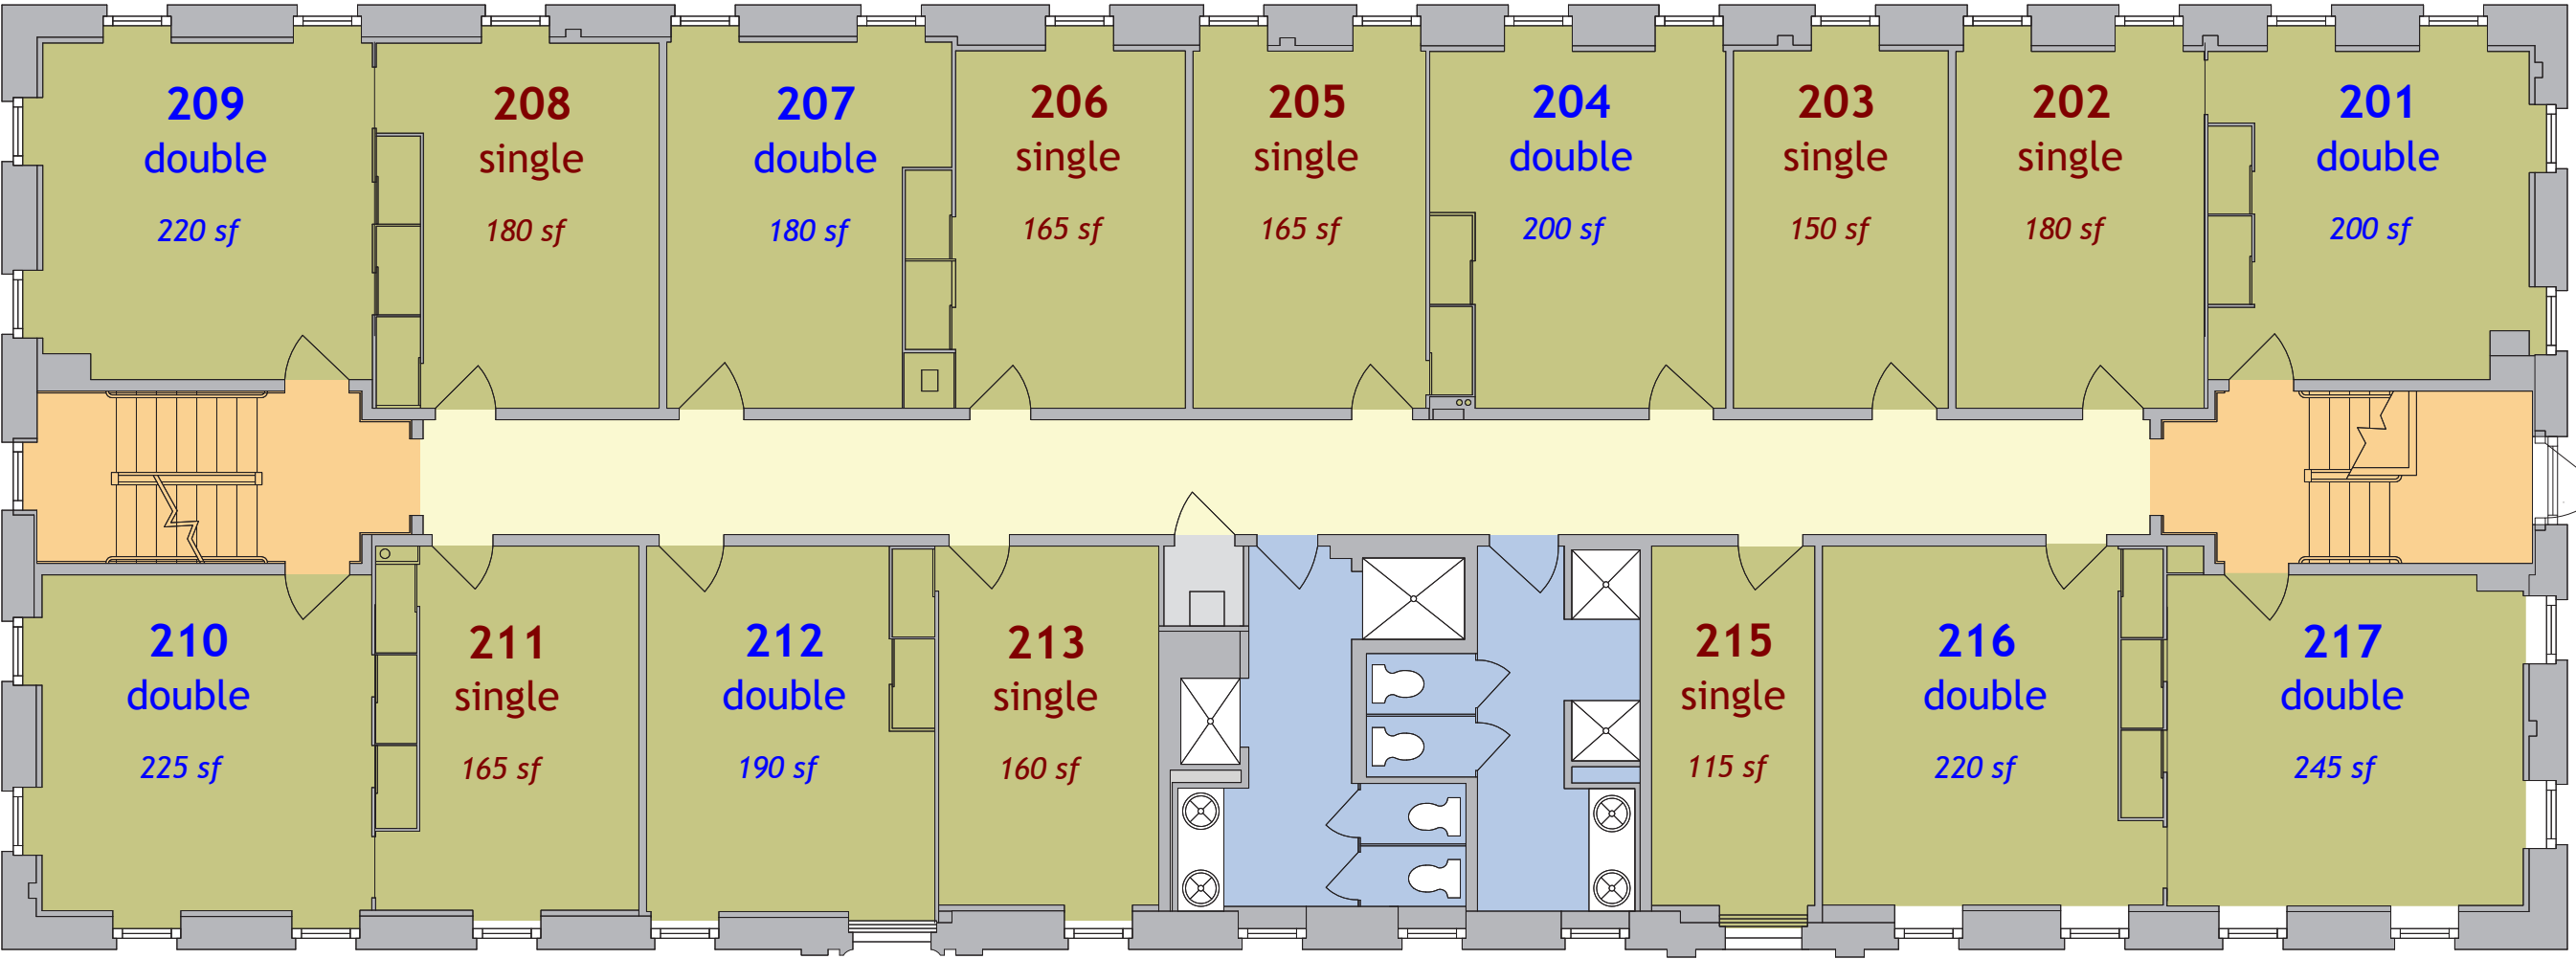 209
double
220 sf
208
single
180 sf
207
double
180 sf
206
single
165 sf
205
single
165 sf
204
double
200 sf
203
single
150 sf
202
single
180 sf
201
double
200 sf
210
double
225 sf
211
single
165 sf
212
double
190 sf
213
single
160 sf
215
single
115 sf
216
double
220 sf
217
double
245 sf